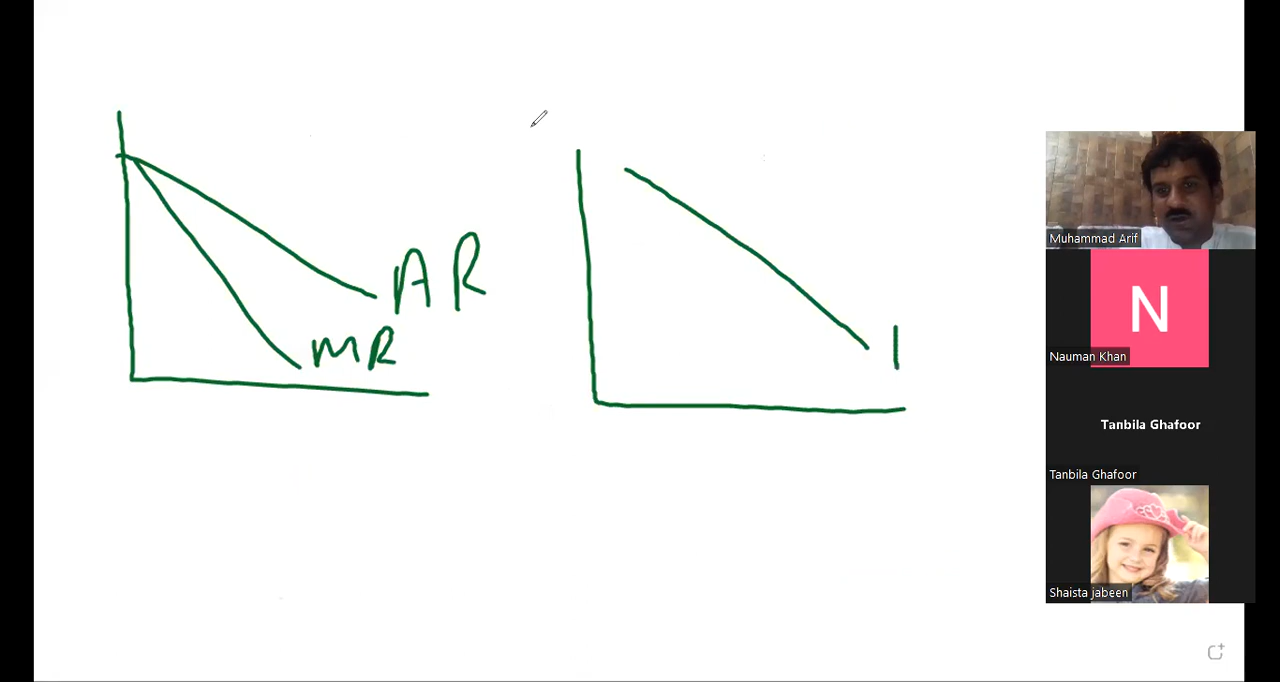 AR
MR
Muhammad Arif
N
Nauman Khan
Tanbila Ghafoor
Tanbila Ghafoor
Shaista jabeen